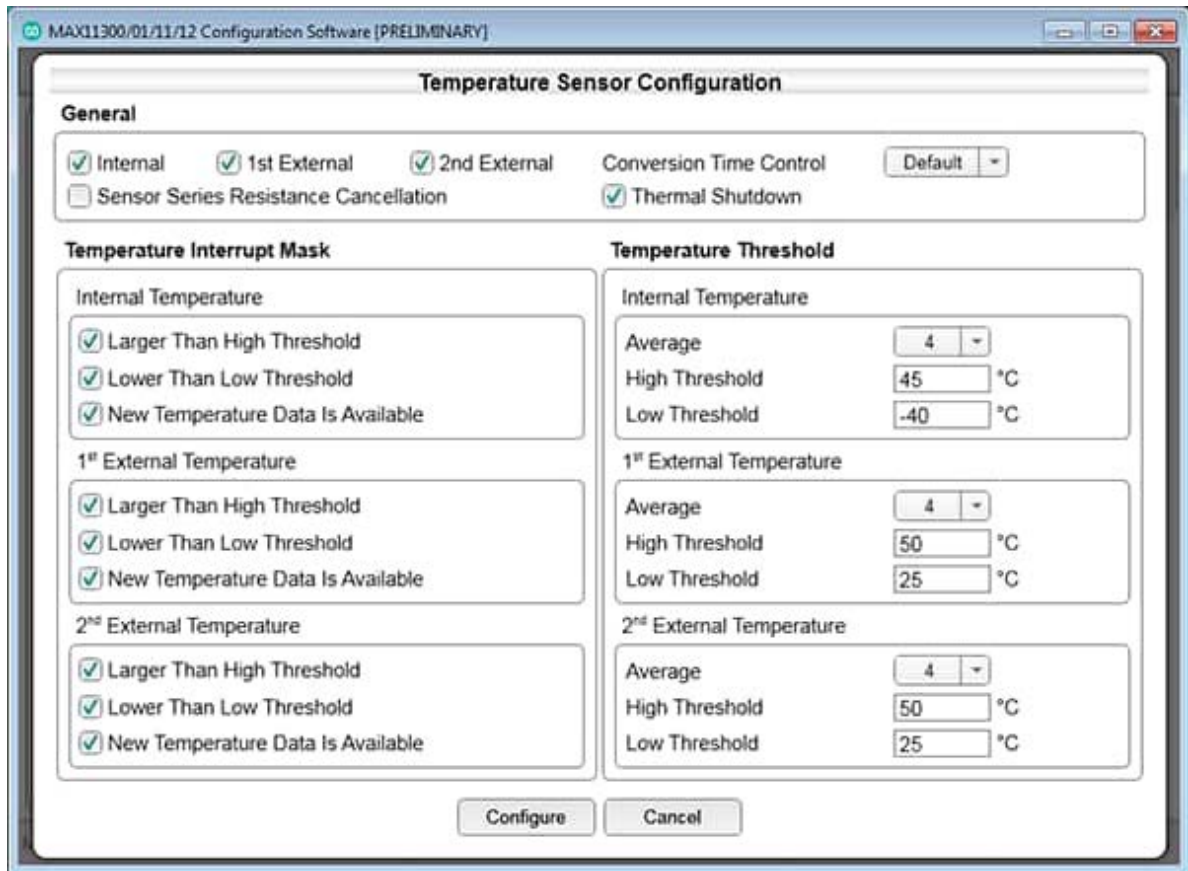 MAX11300/01/11/12 Configuration Software [PRELIMINARY]
Temperature Sensor Configuration
General
Internal 1st External 2nd External Conversion Time Control Default
Sensor Series Resistance Cancellation Thermal Shutdown
Temperature Interrupt Mask
Internal Temperature
Larger Than High Threshold
Lower Than Low Threshold
New Temperature Data Is Available
1st External Temperature
Larger Than High Threshold
Lower Than Low Threshold
New Temperature Data Is Available
2nd External Temperature
Larger Than High Threshold
Lower Than Low Threshold
New Temperature Data Is Available
Temperature Threshold
Internal Temperature
Average 4
High Threshold 45 °C
Low Threshold -40 °C
1st External Temperature
Average 4
High Threshold 50 °C
Low Threshold 25 °C
2nd External Temperature
Average 4
High Threshold 50 °C
Low Threshold 25 °C
Configure Cancel